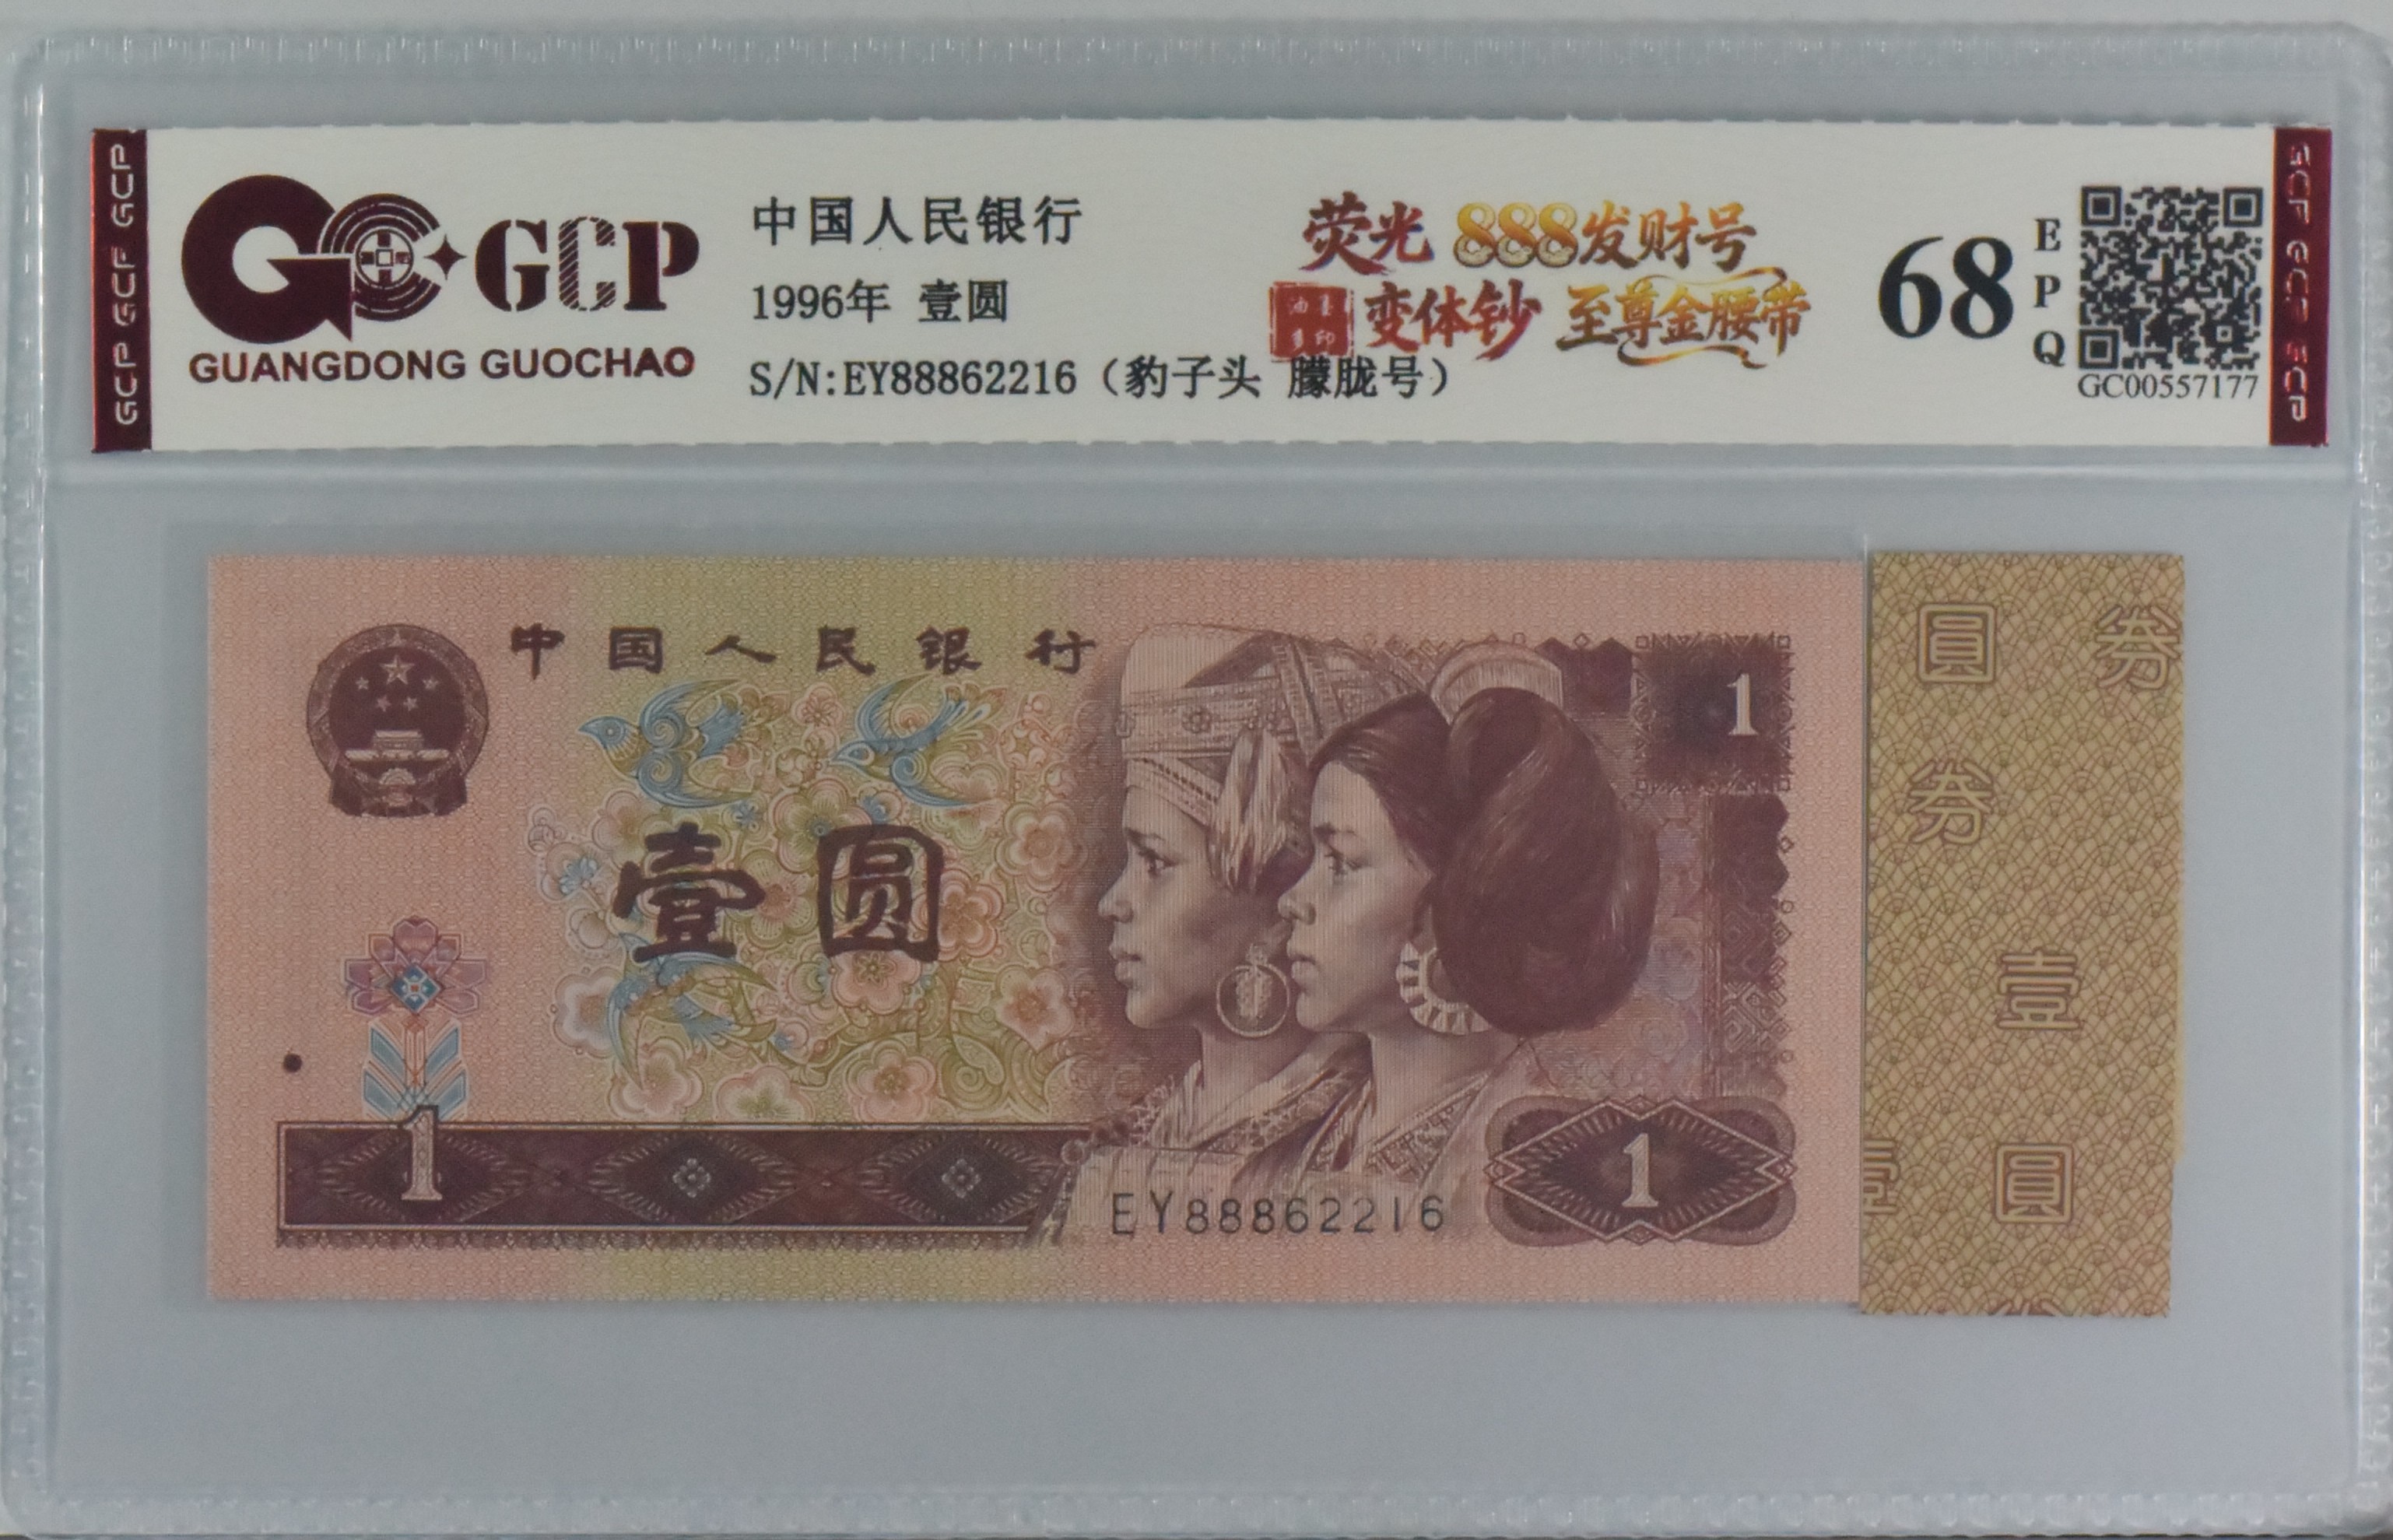 GCP GCP GCP
GCP
GUANGDONG GUOCHAO
中国人民银行
1996年 壹圆
S/N:EY88862216（豹子头 朦胧号）
荧光 888发财号
变体钞 至尊金腰带
68
E
P
Q
GC00557177
GCP GCP GCP
中国人民银行
1
壹圆
1
1
EY88862216
圓 券
券
壹
壹 圓